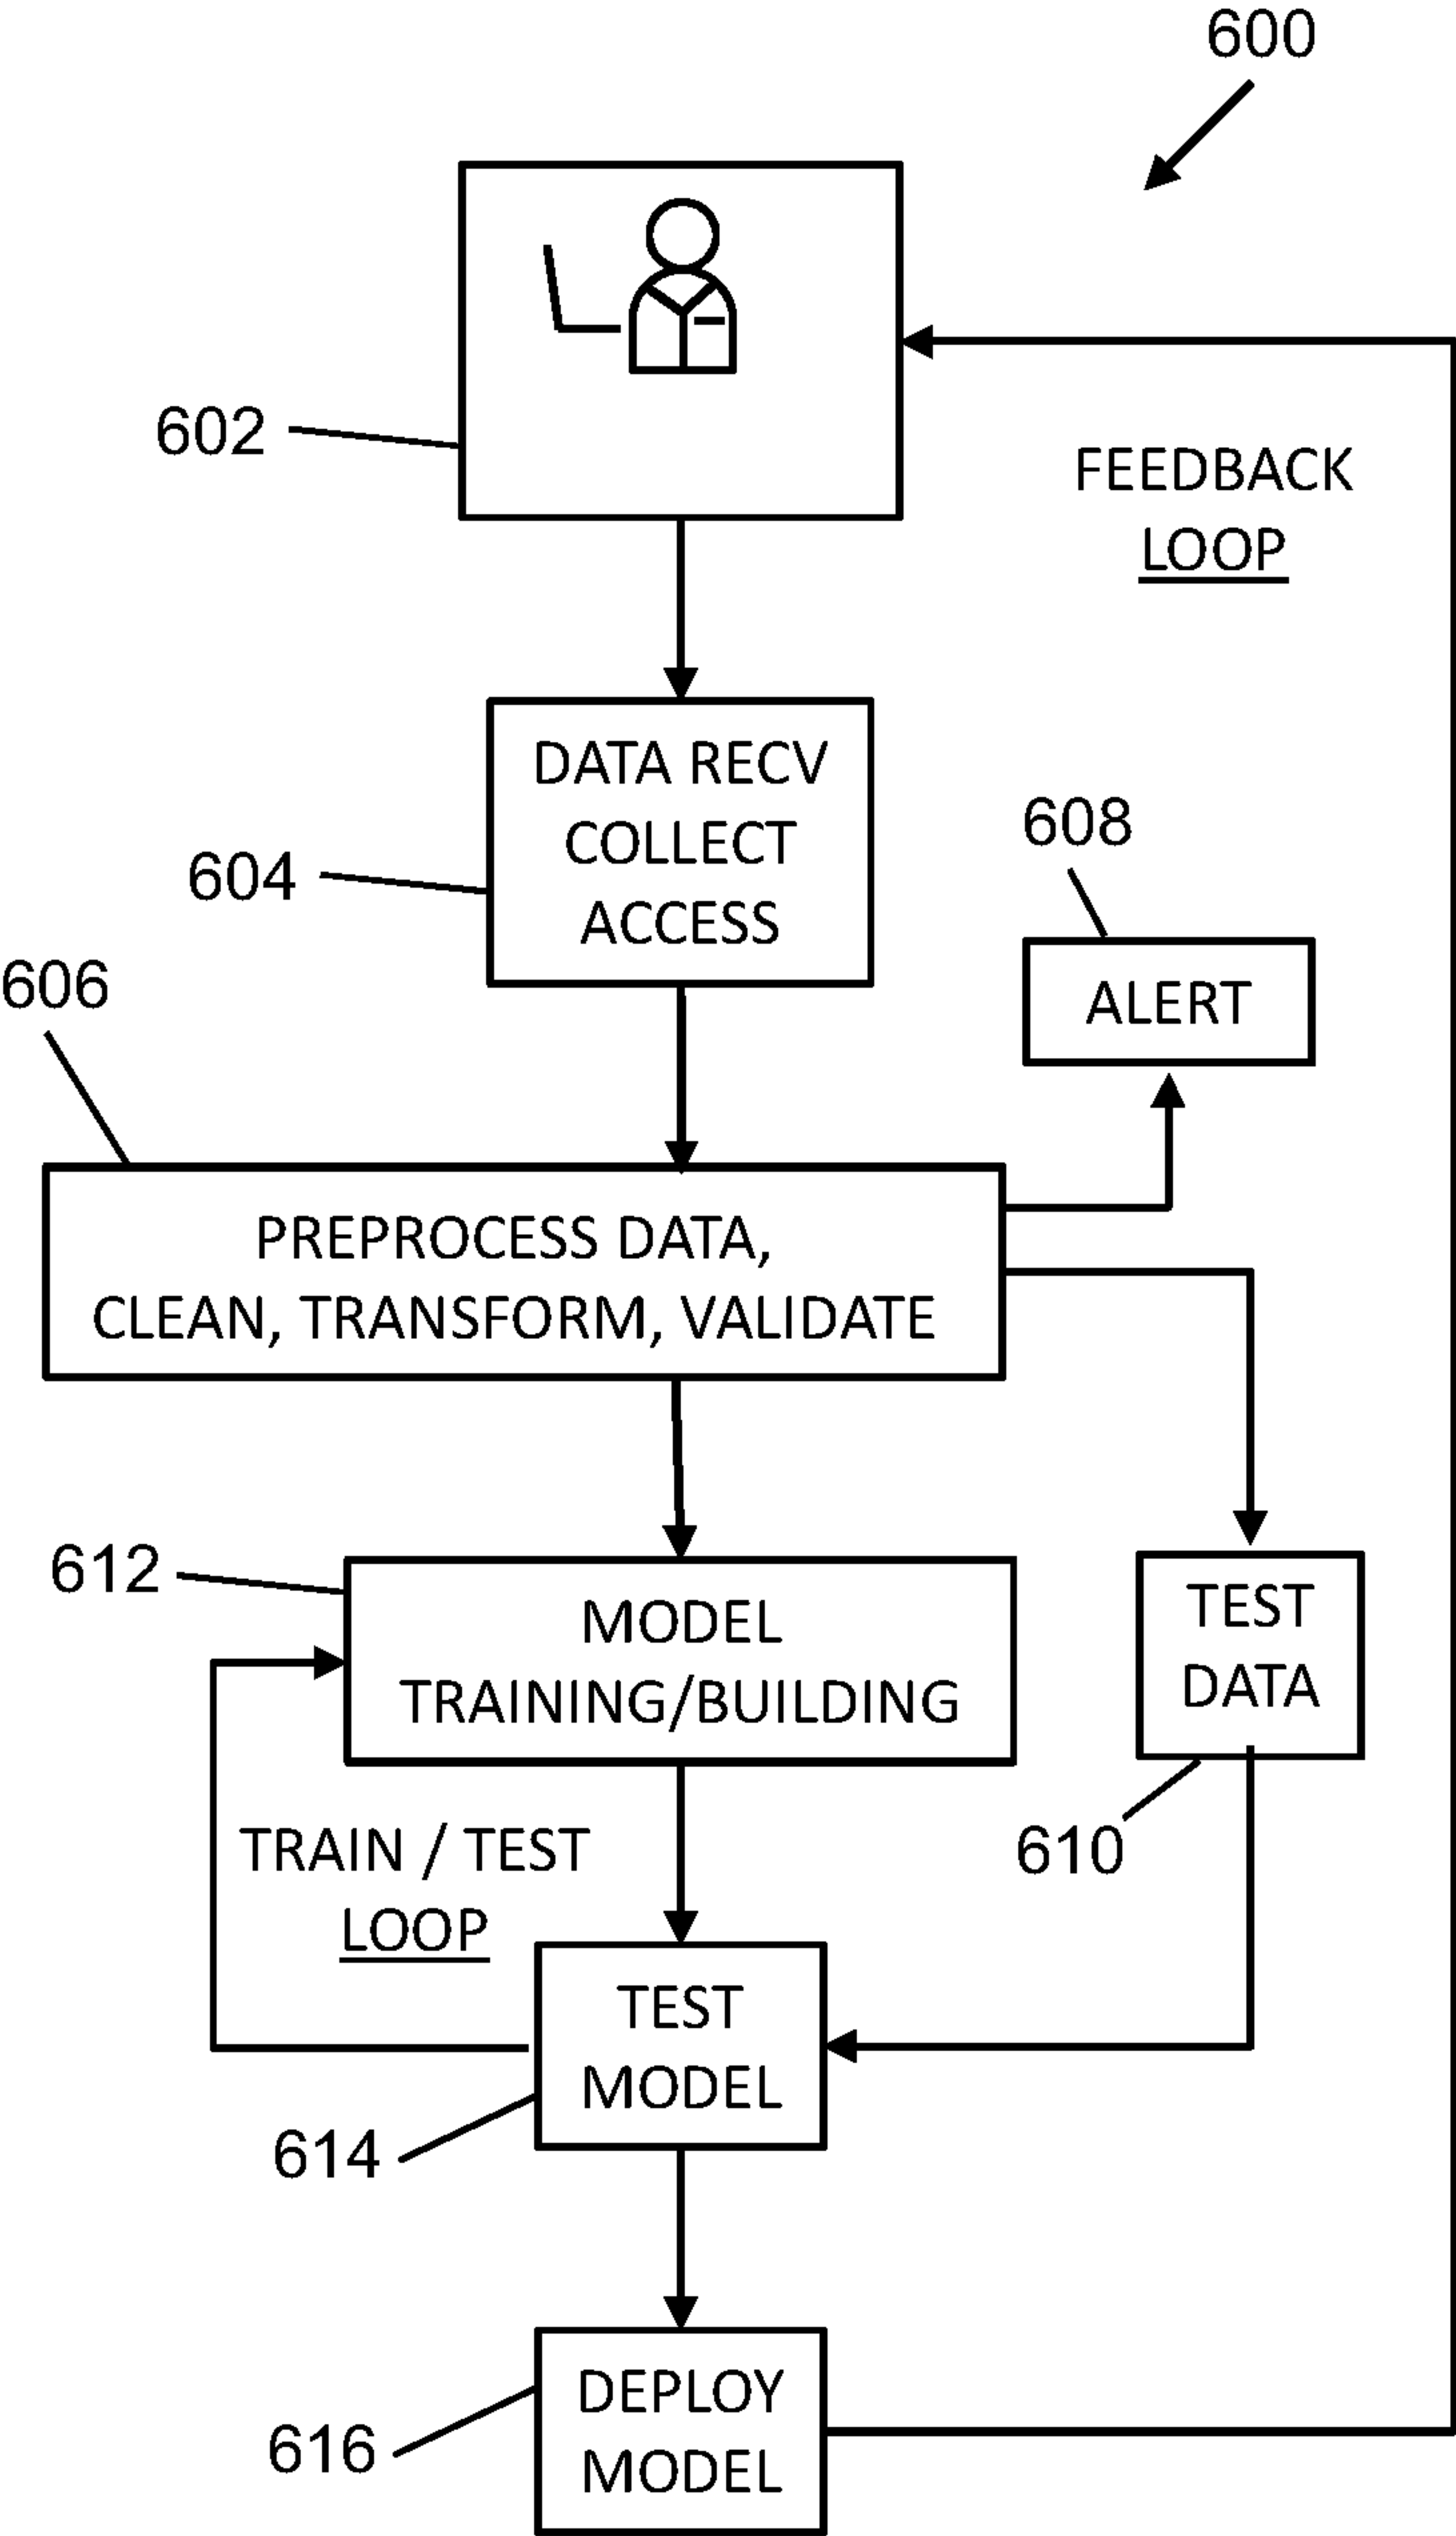 600
602
FEEDBACK
LOOP
DATA RECV
COLLECT
ACCESS
604
608
ALERT
606
PREPROCESS DATA,
CLEAN, TRANSFORM, VALIDATE
612
MODEL
TRAINING/BUILDING
TEST
DATA
610
TRAIN / TEST
LOOP
TEST
MODEL
614
DEPLOY
MODEL
616